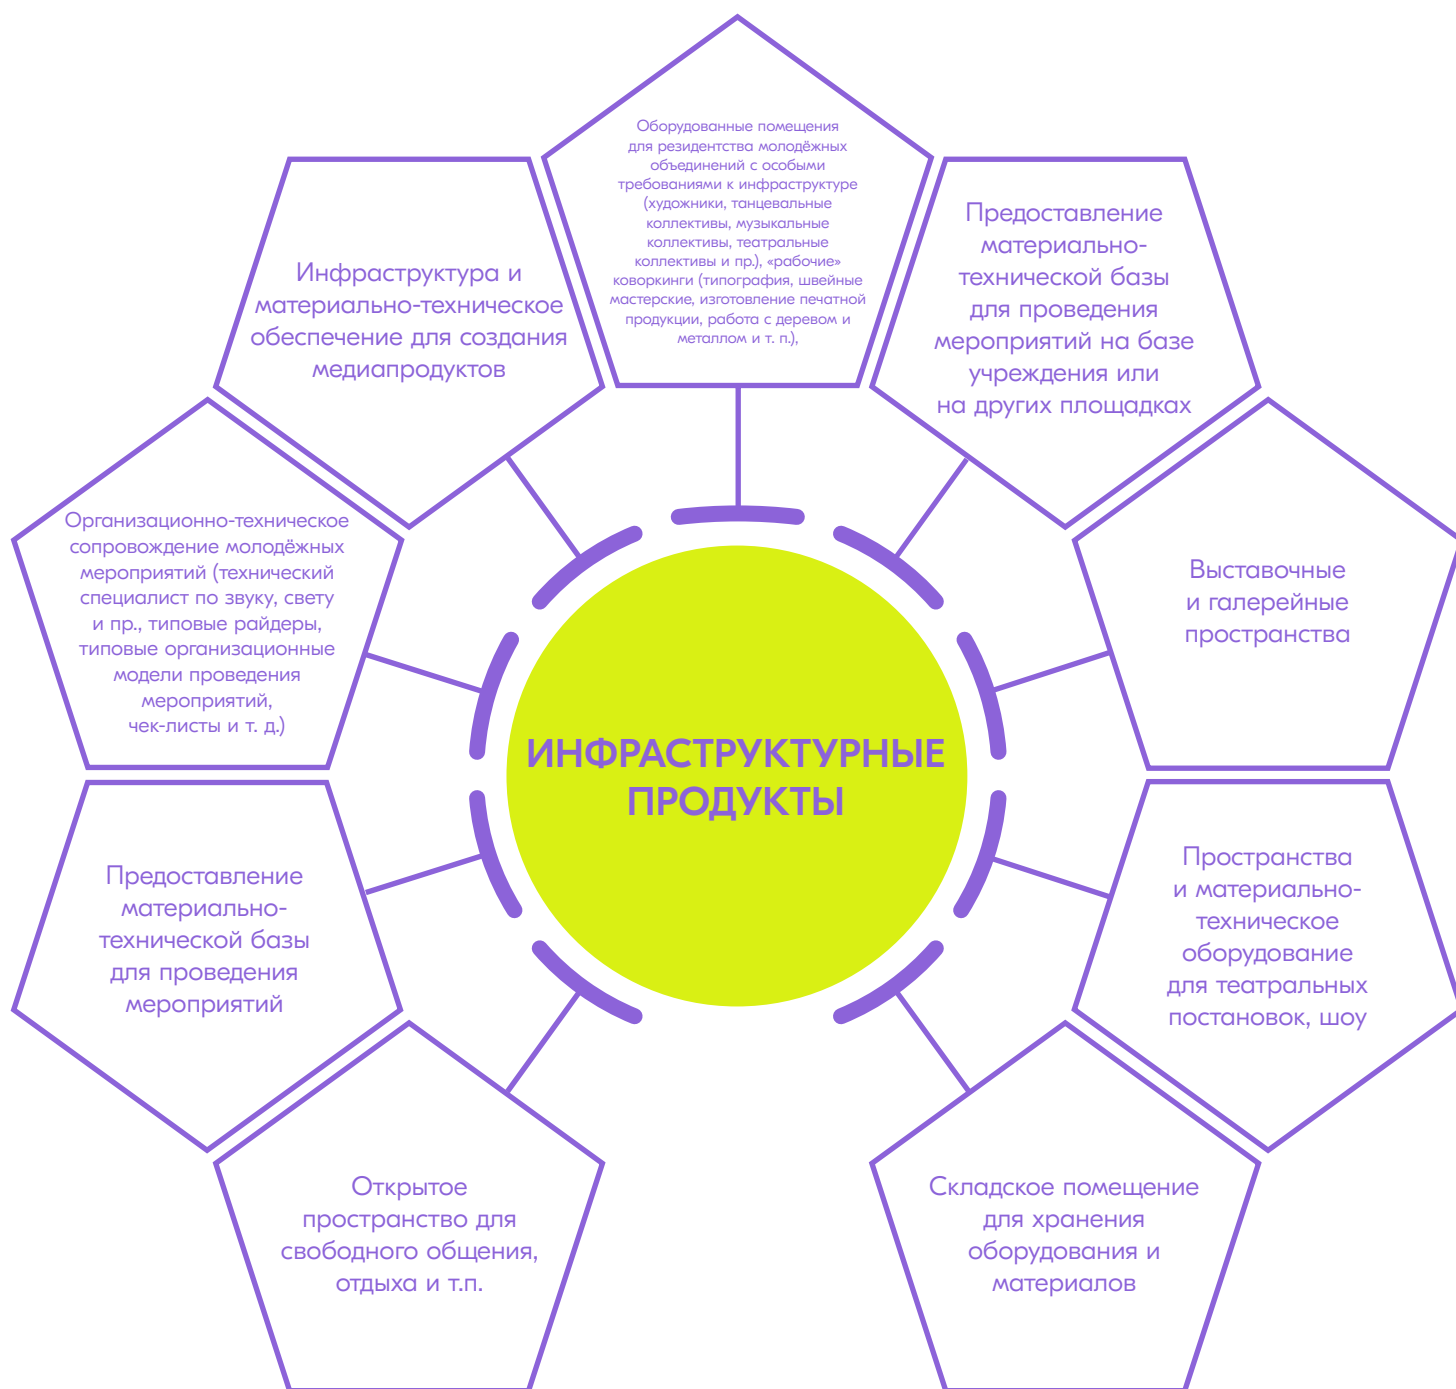 Оборудованные помещения
для резидентства молодёжных
объединений с особыми
требованиями к инфраструктуре
(художники, танцевальные
коллективы, музыкальные
коллективы, театральные
коллективы и пр.), «рабочие»
коворкинги (типография, швейные
мастерские, изготовление печатной
продукции, работа с деревом и
металлом и т. п.),
Предоставление
материально-
технической базы
для проведения
мероприятий на базе
учреждения или
на других площадках
Выставочные
и галерейные
пространства
Пространства
и материально-
техническое
оборудование
для театральных
постановок, шоу
Складское помещение
для хранения
оборудования и
материалов
Открытое
пространство для
свободного общения,
отдыха и т.п.
Предоставление
материально-
технической базы
для проведения
мероприятий
Организационно-техническое
сопровождение молодёжных
мероприятий (технический
специалист по звуку, свету
и пр., типовые райдеры,
типовые организационные
модели проведения
мероприятий,
чек-листы и т. д.)
Инфраструктура и
материально-техническое
обеспечение для создания
медиапродуктов
ИНФРАСТРУКТУРНЫЕ
ПРОДУКТЫ